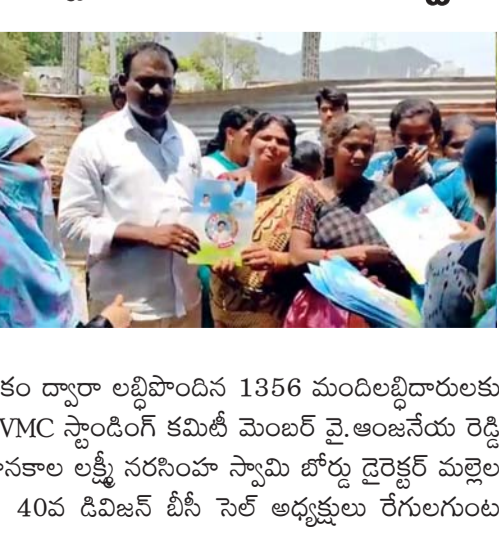 కం ద్వారా లబ్ధిపొందిన 1356 మందిలబ్ధిదారులకు
VMC స్టాండింగ్ కమిటీ మెంబర్ వై.ఆంజనేయ రెడ్డి
నకాల లక్ష్మీ నరసింహ స్వామి బోర్డు డైరెక్టర్ మల్లెల
40వ డివిజన్ బీసీ సెల్ అధ్యక్షులు రేగులగుంట